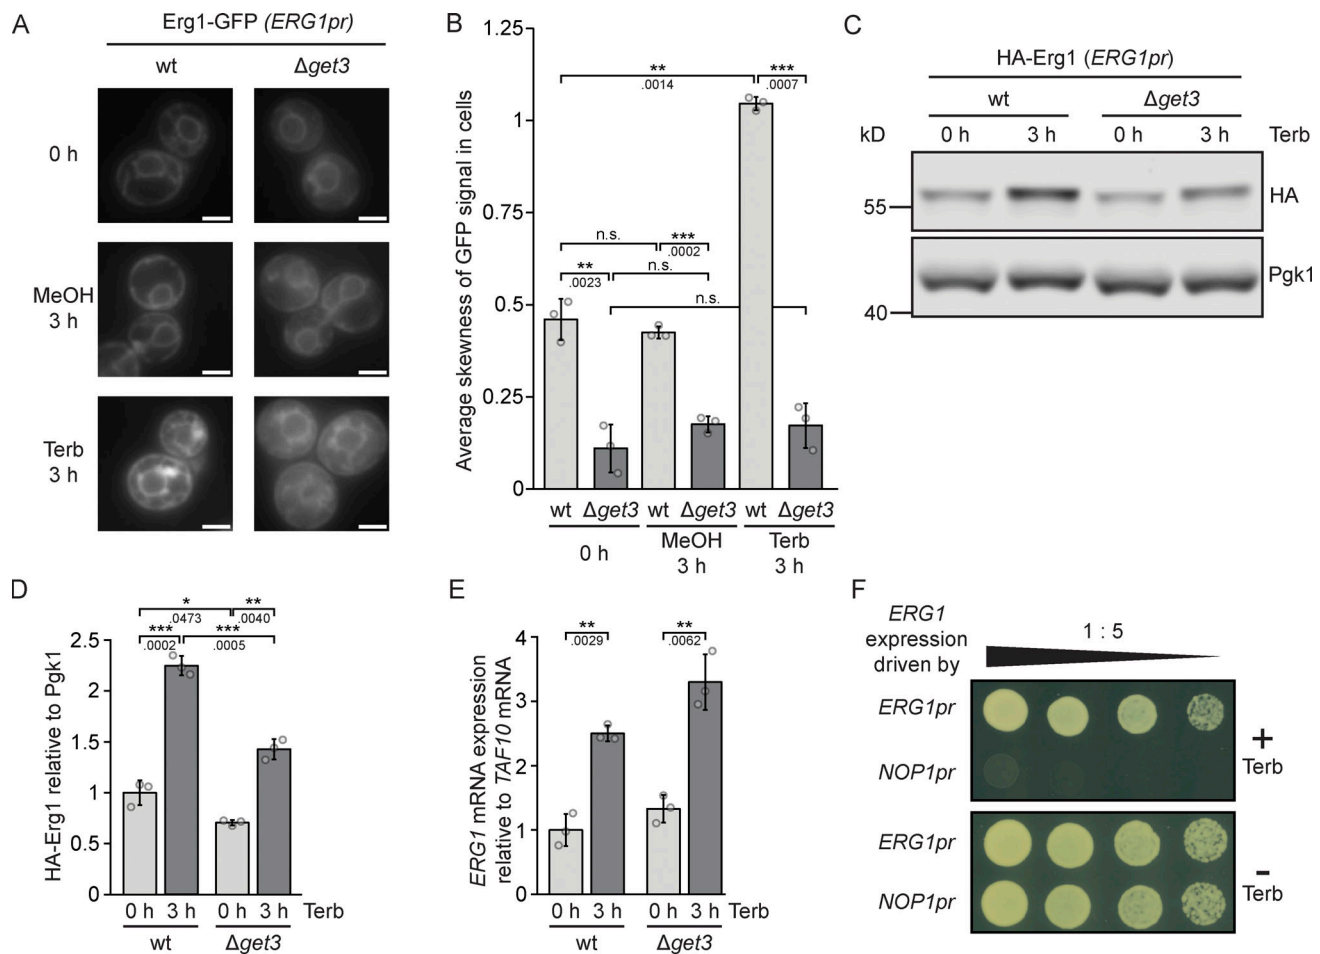 A
Erg1-GFP (ERG1pr)
wt
Δget3
0 h
MeOH
3 h
Terb
3 h
B
Average skewness of GFP signal in cells
1.25
1
0.75
0.5
0.25
0
**
.0014
***
.0007
n.s.
***
.0002
**
.0023
n.s.
n.s.
wt Δget3 wt Δget3 wt Δget3
0 h
MeOH
3 h
Terb
3 h
C
HA-Erg1 (ERG1pr)
wt
Δget3
kD
0 h 3 h 0 h 3 h Terb
HA
55
Pgk1
40
D
HA-Erg1 relative to Pgk1
2.5
2
1.5
1
0.5
0
*
.0473
**
.0040
***
.0002
***
.0005
0 h 3 h 0 h 3 h Terb
wt
Δget3
E
ERG1 mRNA expression
relative to TAF10 mRNA
4
3
2
1
0
**
.0029
**
.0062
0 h 3 h 0 h 3 h Terb
wt
Δget3
F
ERG1
expression
driven by
1 : 5
ERG1pr
NOP1pr
+
Terb
ERG1pr
NOP1pr
−
Terb